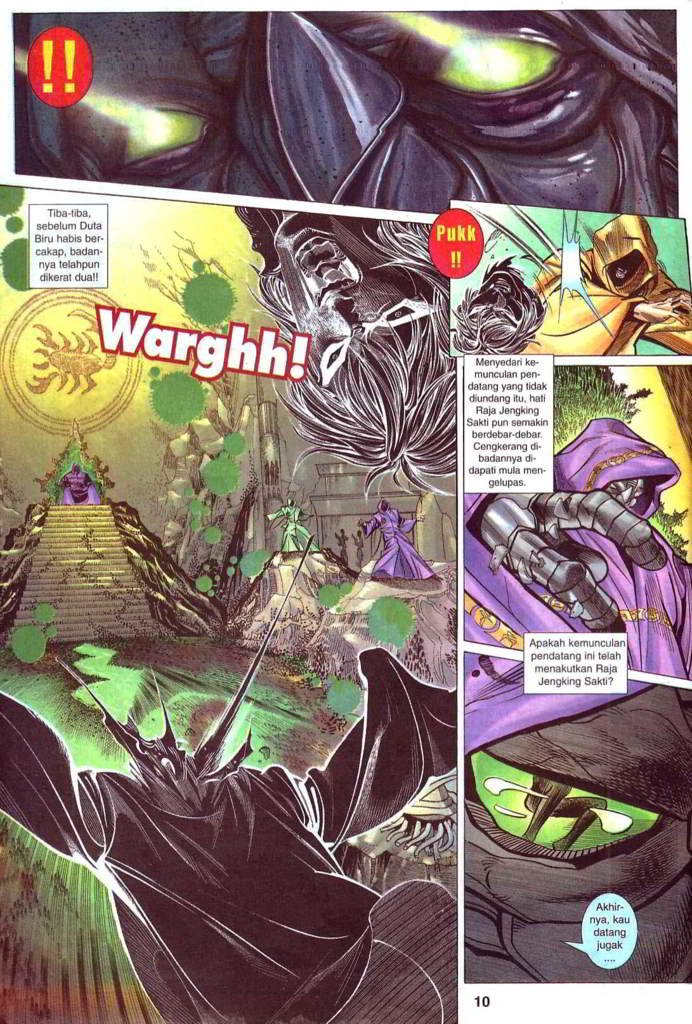 !!
Tiba-tiba,
sebelum Duta
Biru habis ber-
cakap, badan-
nya telahpun
dikerat dua!!
Warghh!
Pukk
!!
Menyedari ke-
munculan pen-
datang yang tidak
diundang itu, hati
Raja Jengking
Sakti pun semakin
berdebar-debar.
Cengkerang di-
badannya di-
dapati mula men-
gelupas.
Apakah kemunculan
pendatang ini telah
menakutkan Raja
Jengking Sakti?
Akhir-
nya, kau
datang
jugak
....
10